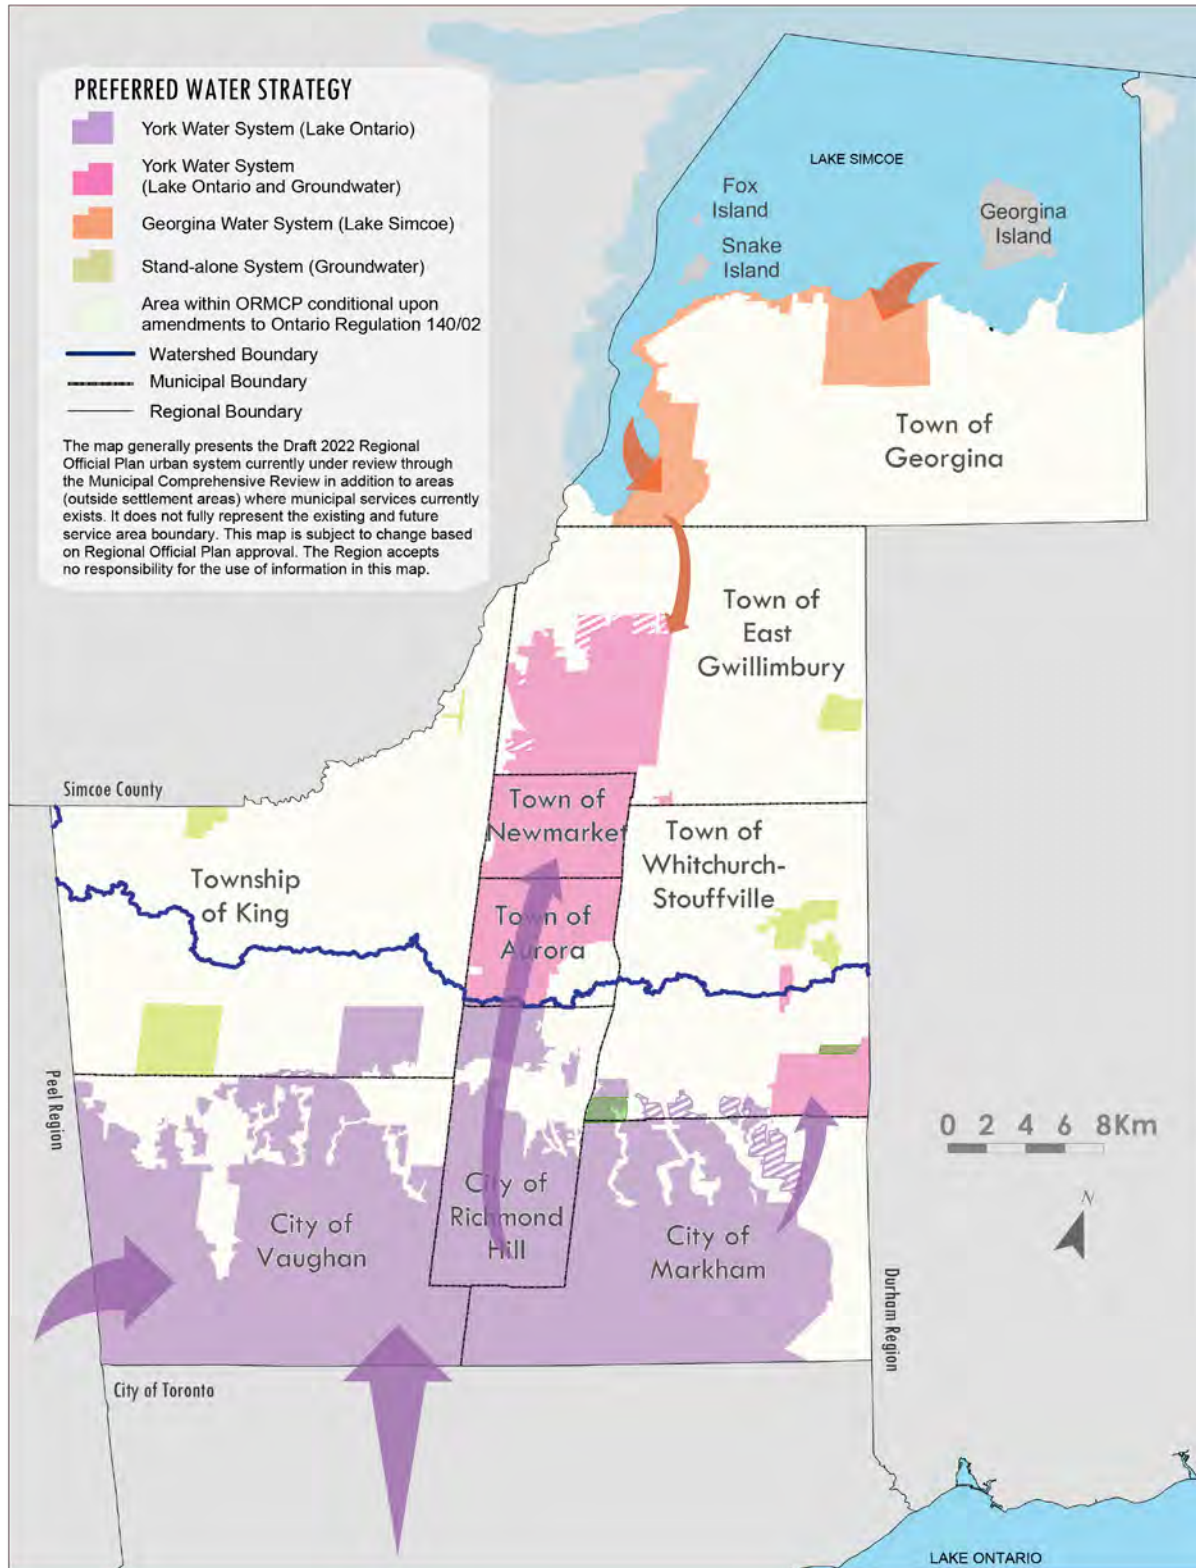 PREFERRED WATER STRATEGY
York Water System (Lake Ontario)
York Water System
(Lake Ontario and Groundwater)
Georgina Water System (Lake Simcoe)
Stand-alone System (Groundwater)
Area within ORMCP conditional upon
amendments to Ontario Regulation 140/02
Watershed Boundary
Municipal Boundary
Regional Boundary
The map generally presents the Draft 2022 Regional
Official Plan urban system currently under review through
the Municipal Comprehensive Review in addition to areas
(outside settlement areas) where municipal services currently
exists. It does not fully represent the existing and future
service area boundary. This map is subject to change based
on Regional Official Plan approval. The Region accepts
no responsibility for the use of information in this map.
LAKE SIMCOE
Fox
Island
Snake
Island
Georgina
Island
Town of
Georgina
Town of
East
Gwillimbury
Simcoe County
Town of
Newmarket
Town of
Whitchurch-
Stouffville
Township
of King
Town of
Aurora
Peel Region
0 2 4 6 8Km
N
City of
Vaughan
City of
Richmond
Hill
City of
Markham
Durham Region
City of Toronto
LAKE ONTARIO